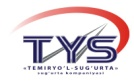 TYS
«TEMIRYO'L-SUG'URTA»
sug'urta kompaniyasi